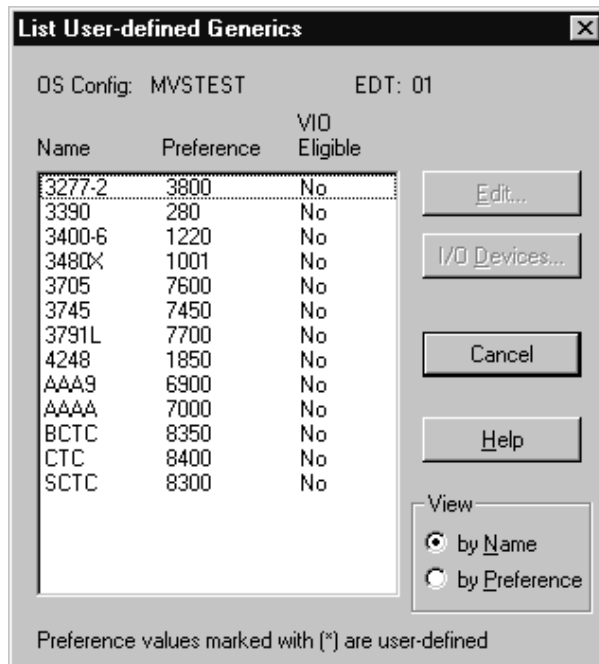 List User-defined Generics
OS Config: MVSTEST EDT: 01
VIO
Name Preference Eligible
3277-2 3800 No
3390 280 No
3400-6 1220 No
3480X 1001 No
3705 7600 No
3745 7450 No
3791L 7700 No
4248 1850 No
AAA9 6900 No
AAAA 7000 No
BCTC 8350 No
CTC 8400 No
SCTC 8300 No
Edit...
I/O Devices...
Cancel
Help
View
by Name
by Preference
Preference values marked with (*) are user-defined